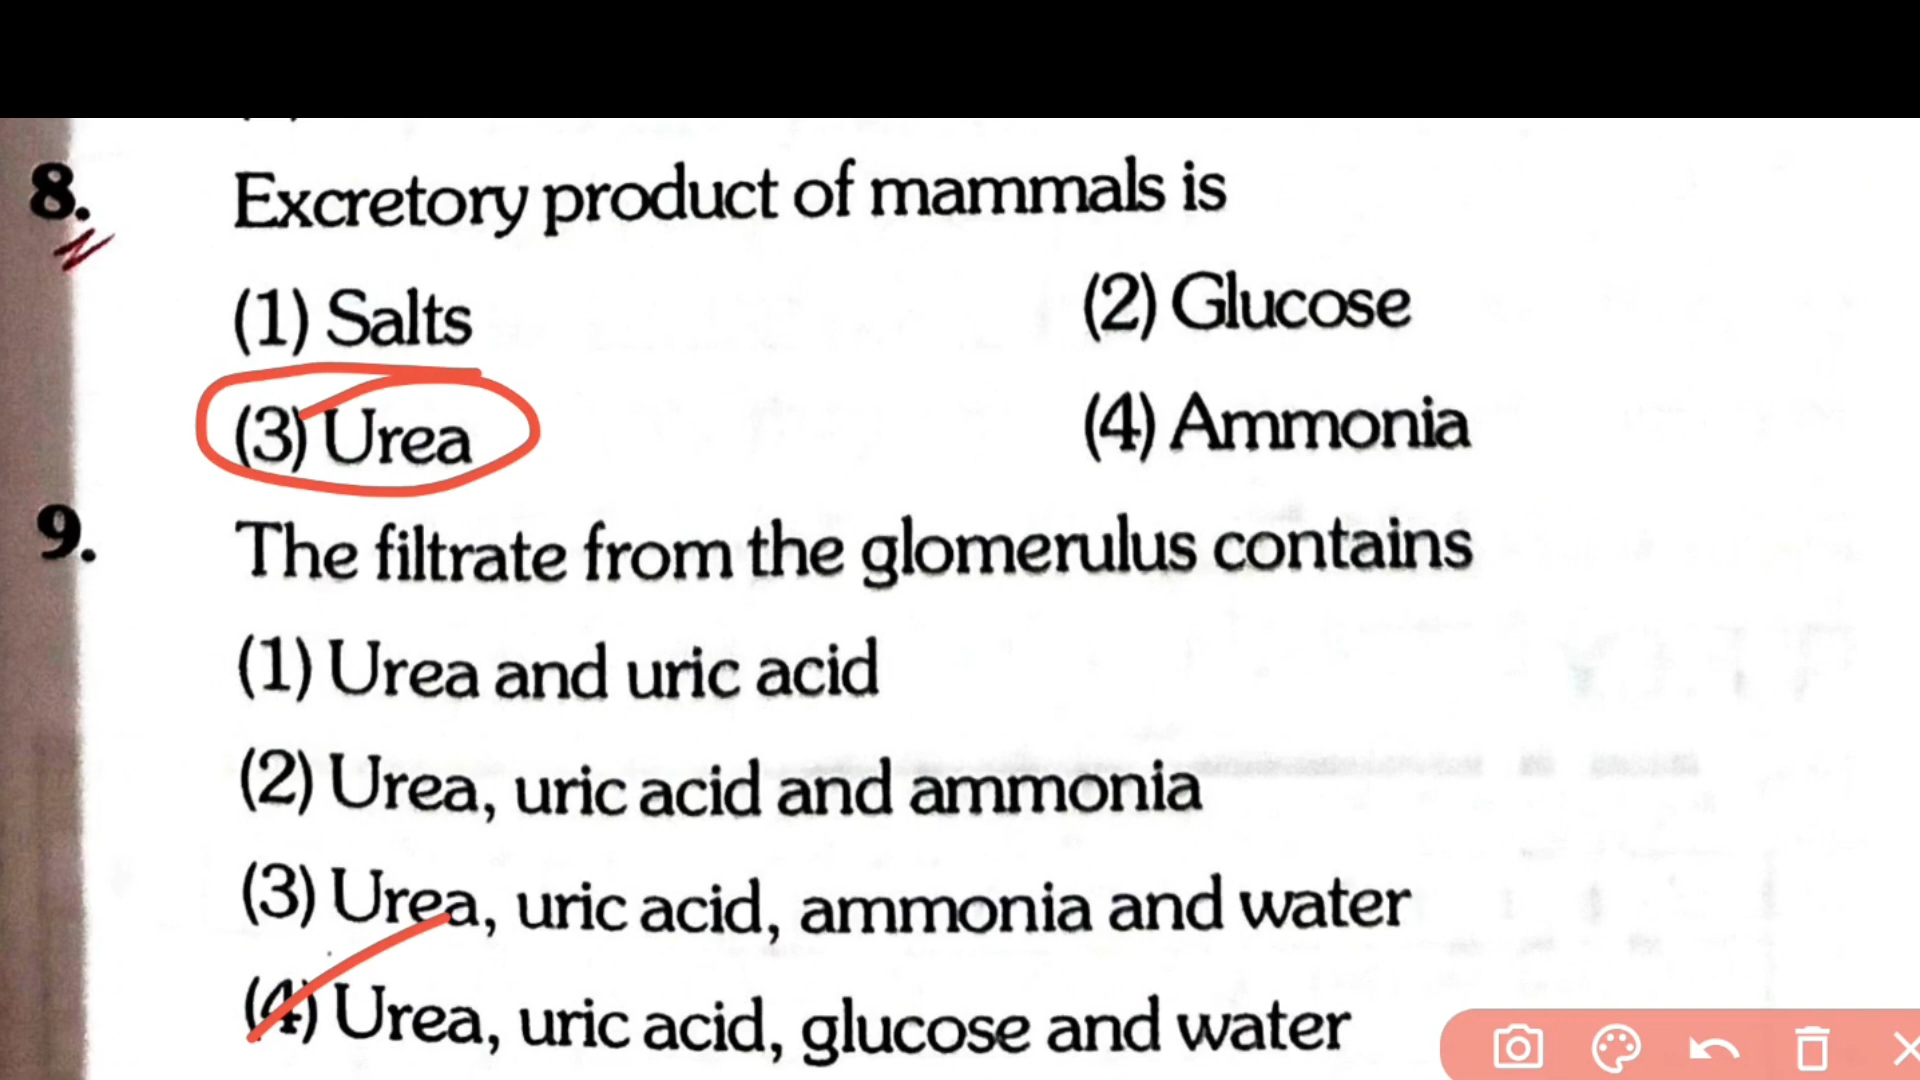 8. Excretory product of mammals is
(1) Salts (2) Glucose
(3) Urea (4) Ammonia
9. The filtrate from the glomerulus contains
(1) Urea and uric acid
(2) Urea, uric acid and ammonia
(3) Urea, uric acid, ammonia and water
(4) Urea, uric acid, glucose and water